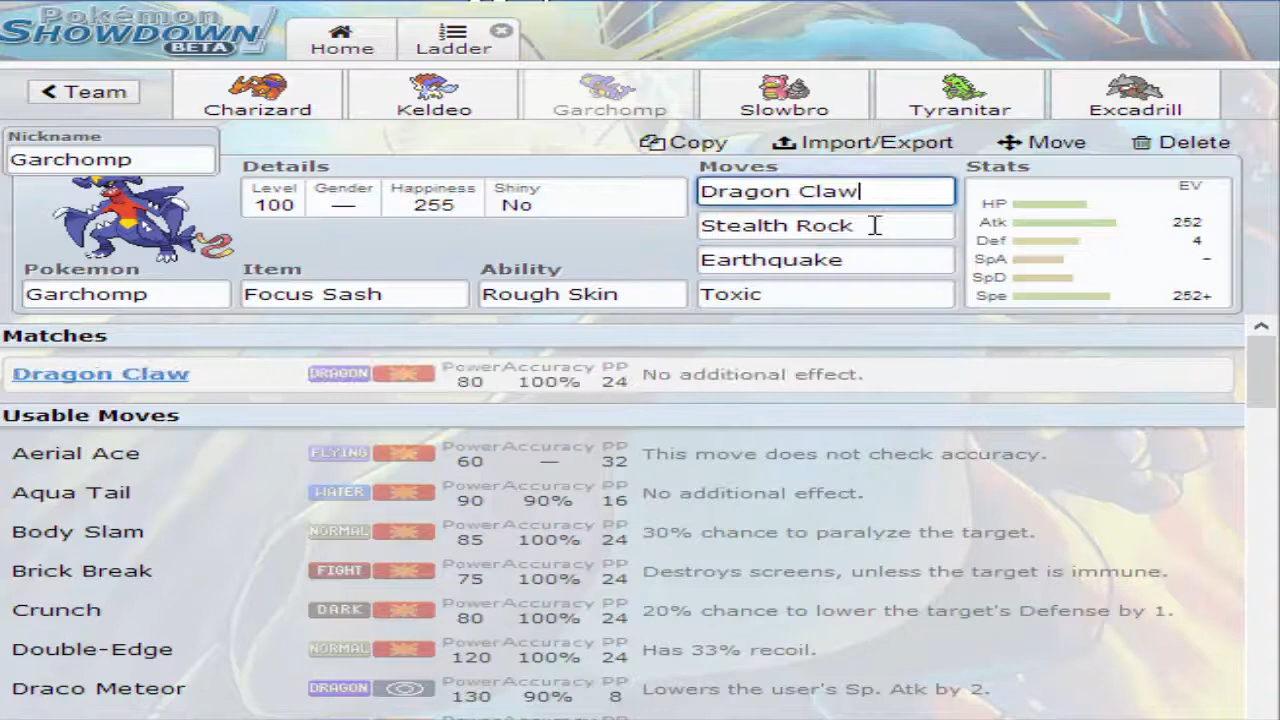 Pokémon
SHOWDOWN
BETA
Home
Ladder
Team
Charizard
Keldeo
Garchomp
Slowbro
Tyranitar
Excadrill
Copy
Import/Export
Move
Delete
Nickname
Garchomp
Details
Level
100
Gender
—
Happiness
255
Shiny
No
Pokemon
Garchomp
Item
Focus Sash
Ability
Rough Skin
Moves
Dragon Claw
Stealth Rock
Earthquake
Toxic
Stats
EV
HP
Atk 252
Def 4
SpA –
SpD
Spe 252+
Matches
Dragon Claw DRAGON Power 80 Accuracy 100% PP 24 No additional effect.
Usable Moves
Aerial Ace FLYING Power 60 Accuracy — PP 32 This move does not check accuracy.
Aqua Tail WATER Power 90 Accuracy 90% PP 16 No additional effect.
Body Slam NORMAL Power 85 Accuracy 100% PP 24 30% chance to paralyze the target.
Brick Break FIGHT Power 75 Accuracy 100% PP 24 Destroys screens, unless the target is immune.
Crunch DARK Power 80 Accuracy 100% PP 24 20% chance to lower the target's Defense by 1.
Double-Edge NORMAL Power 120 Accuracy 100% PP 24 Has 33% recoil.
Draco Meteor DRAGON Power 130 Accuracy 90% PP 8 Lowers the user's Sp. Atk by 2.